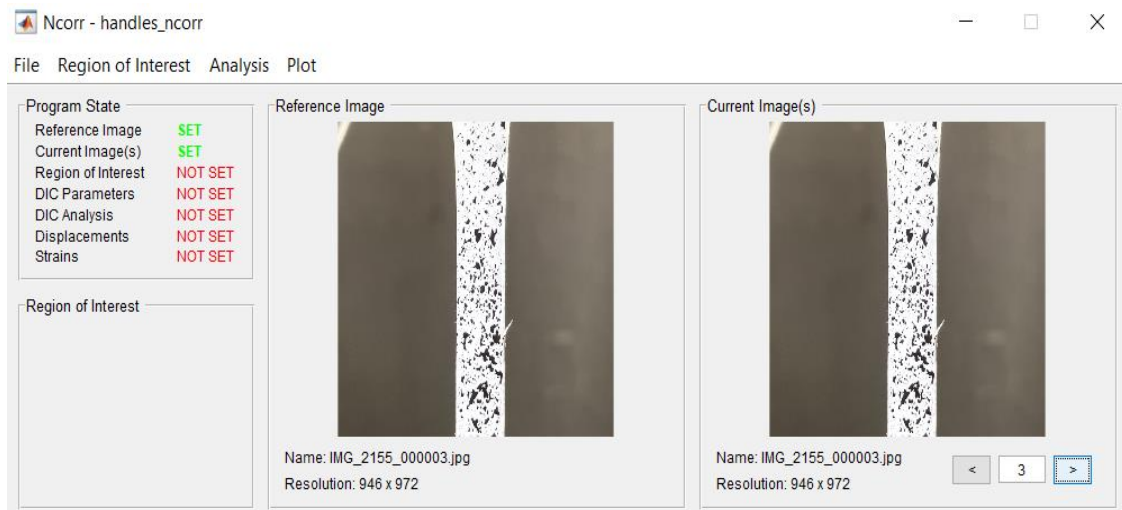 Ncorr - handles_ncorr
File Region of Interest Analysis Plot
Program State
Reference Image SET
Current Image(s) SET
Region of Interest NOT SET
DIC Parameters NOT SET
DIC Analysis NOT SET
Displacements NOT SET
Strains NOT SET
Region of Interest
Reference Image
Name: IMG_2155_000003.jpg
Resolution: 946 x 972
Current Image(s)
Name: IMG_2155_000003.jpg
Resolution: 946 x 972
< 3 >